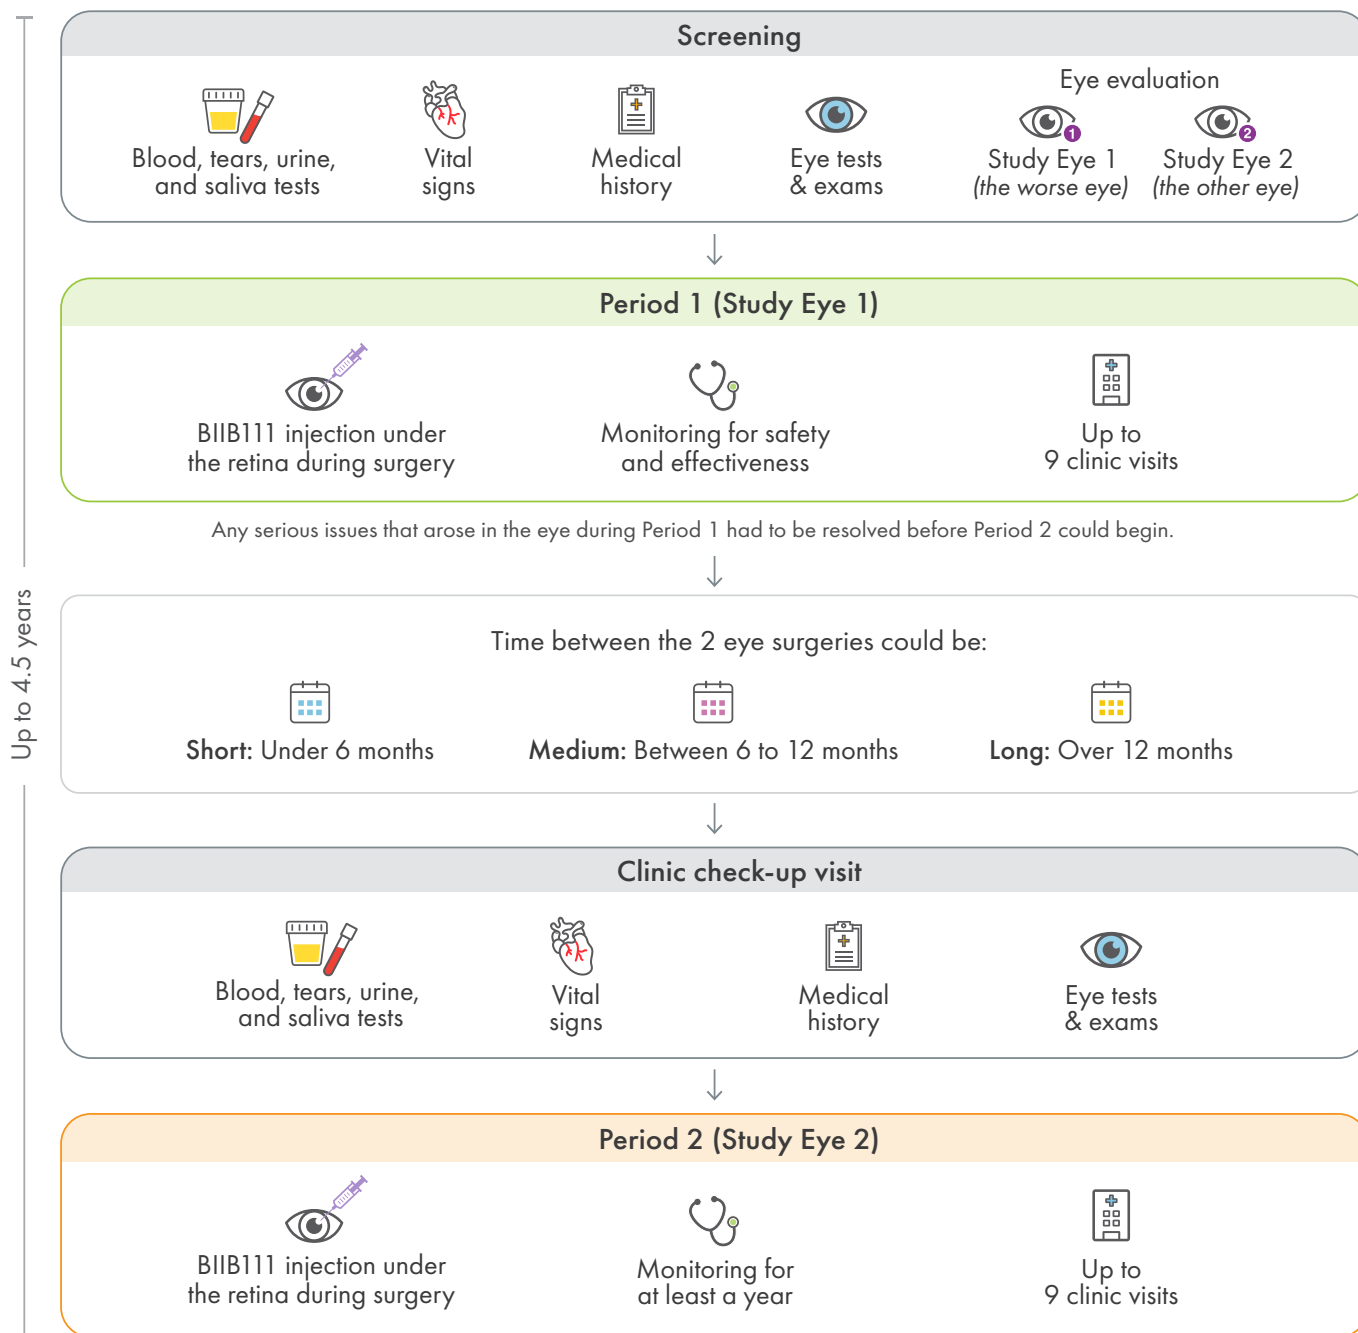 Screening
Blood, tears, urine,
and saliva tests
Vital
signs
Medical
history
Eye tests
& exams
Eye evaluation
1
Study Eye 1
(the worse eye)
2
Study Eye 2
(the other eye)
Period 1 (Study Eye 1)
BIIB111 injection under
the retina during surgery
Monitoring for safety
and effectiveness
Up to
9 clinic visits
Any serious issues that arose in the eye during Period 1 had to be resolved before Period 2 could begin.
Up to 4.5 years
Time between the 2 eye surgeries could be:
Short: Under 6 months
Medium: Between 6 to 12 months
Long: Over 12 months
Clinic check-up visit
Blood, tears, urine,
and saliva tests
Vital
signs
Medical
history
Eye tests
& exams
Period 2 (Study Eye 2)
BIIB111 injection under
the retina during surgery
Monitoring for
at least a year
Up to
9 clinic visits